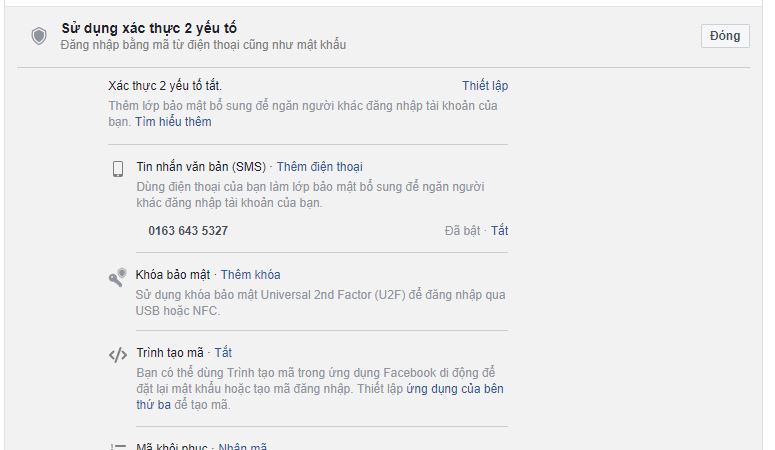 Sử dụng xác thực 2 yếu tố
Đăng nhập bằng mã từ điện thoại cũng như mật khẩu
Đóng
Xác thực 2 yếu tố tắt. Thiết lập
Thêm lớp bảo mật bổ sung để ngăn người khác đăng nhập tài khoản của
bạn. Tìm hiểu thêm
Tin nhắn văn bản (SMS) · Thêm điện thoại
Dùng điện thoại của bạn làm lớp bảo mật bổ sung để ngăn người
khác đăng nhập tài khoản của bạn.
0163 643 5327 Đã bật · Tắt
Khóa bảo mật · Thêm khóa
Sử dụng khóa bảo mật Universal 2nd Factor (U2F) để đăng nhập qua
USB hoặc NFC.
Trình tạo mã · Tắt
Bạn có thể dùng Trình tạo mã trong ứng dụng Facebook di động để
đặt lại mật khẩu hoặc tạo mã đăng nhập. Thiết lập ứng dụng của bên
thứ ba để tạo mã.
Mã khôi phục · Nhận mã